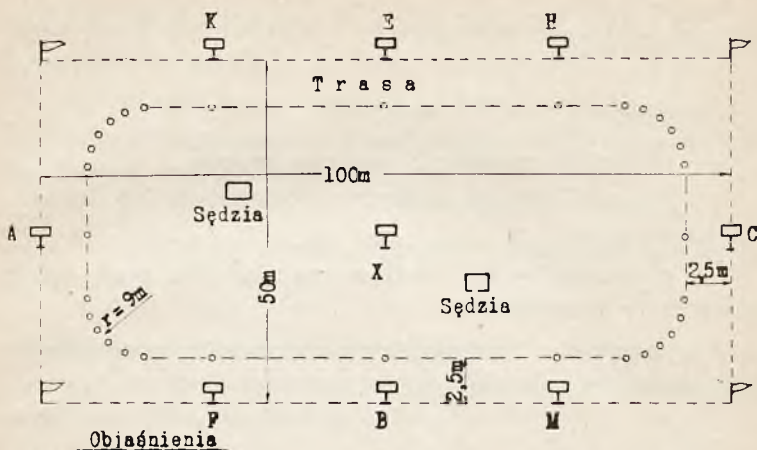 K E H
Trasa
100m
Sędzia
A X C
50m
2,5m
r=9m
Sędzia
2,5m
F B M
Objaśnienia